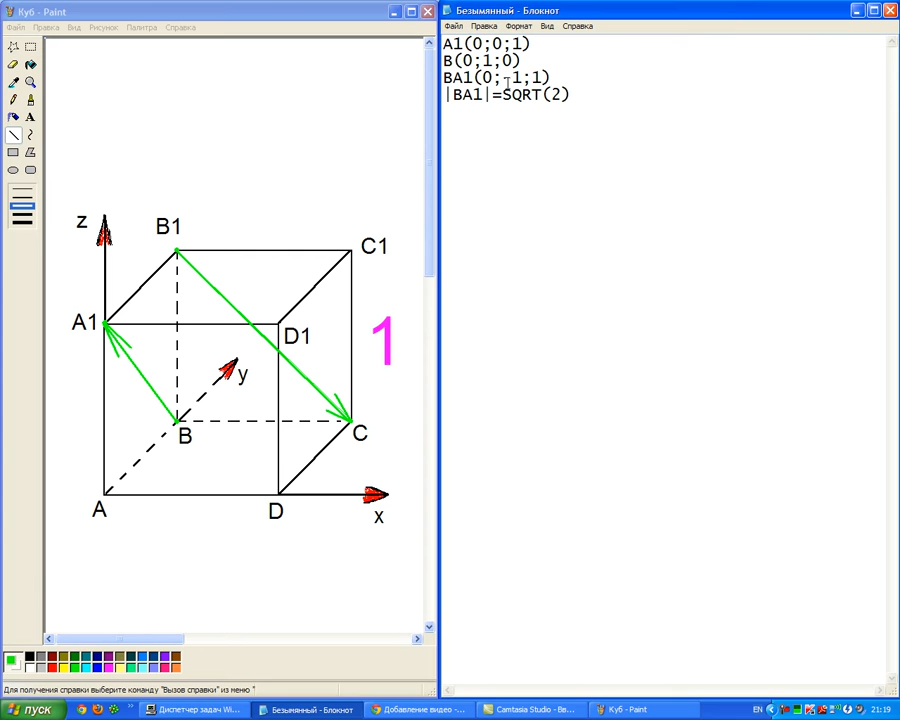 Куб - Paint
Файл Правка Вид Рисунок Палитра Справка
z
B1
C1
A1
D1
1
y
B
C
A
D
x
Для получения справки выберите команду "Вызов справки" из меню "
Безымянный - Блокнот
Файл Правка Формат Вид Справка
A1(0;0;1)
B(0;1;0)
BA1(0;-1;1)
|BA1|=SQRT(2)
пуск
Диспетчер задач Wi...
Безымянный - Блок...
Добавление видео - ...
Camtasia Studio - Вв...
Куб - Paint
EN
21:19